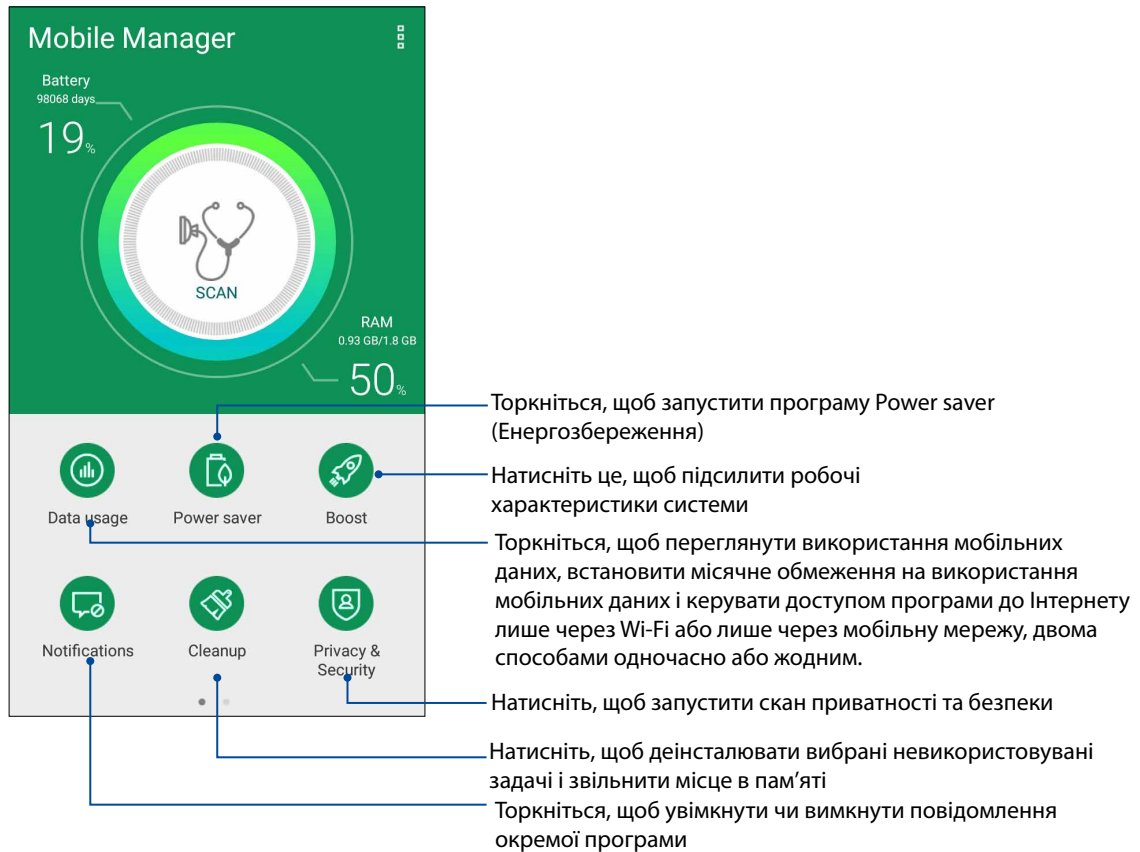 Mobile Manager
Battery
98068 days
19%
SCAN
RAM
0.93 GB/1.8 GB
50%
Data usage
Power saver
Boost
Notifications
Cleanup
Privacy &
Security
Торкніться, щоб запустити програму Power saver
(Енергозбереження)
Натисніть це, щоб підсилити робочі
характеристики системи
Торкніться, щоб переглянути використання мобільних
даних, встановити місячне обмеження на використання
мобільних даних і керувати доступом програми до Інтернету
лише через Wi-Fi або лише через мобільну мережу, двома
способами одночасно або жодним.
Натисніть, щоб запустити скан приватності та безпеки
Натисніть, щоб деінсталювати вибрані невикористовувані
задачі і звільнити місце в пам’яті
Торкніться, щоб увімкнути чи вимкнути повідомлення
окремої програми